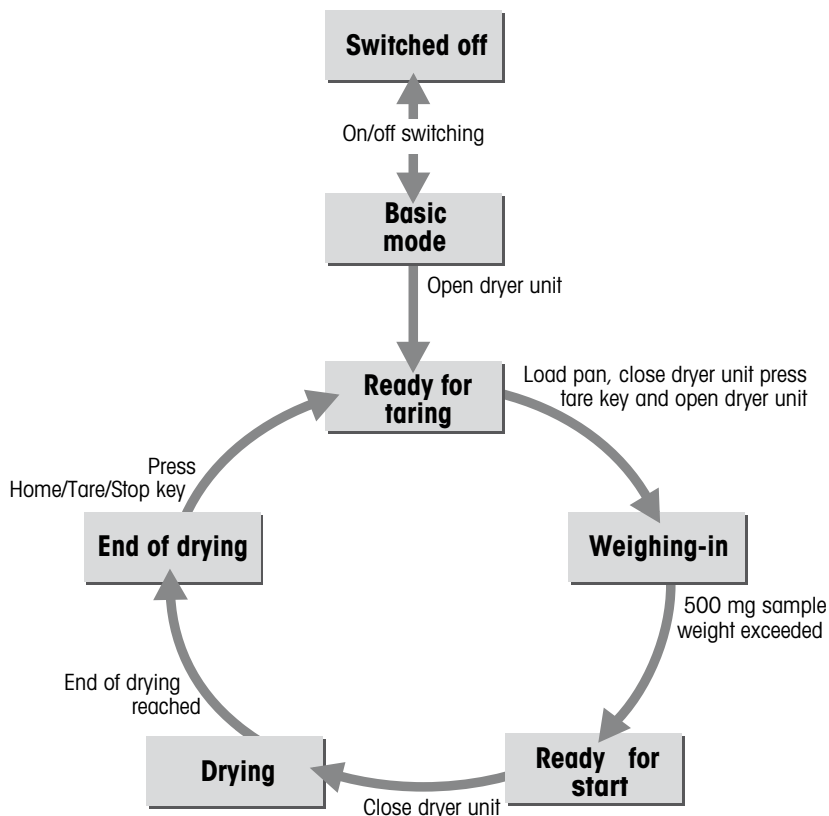 Switched off
On/off switching
Basic
mode
Open dryer unit
Ready for
taring
Load pan, close dryer unit press
tare key and open dryer unit
Press
Home/Tare/Stop key
End of drying
Weighing-in
500 mg sample
weight exceeded
End of drying
reached
Drying
Ready for
start
Close dryer unit